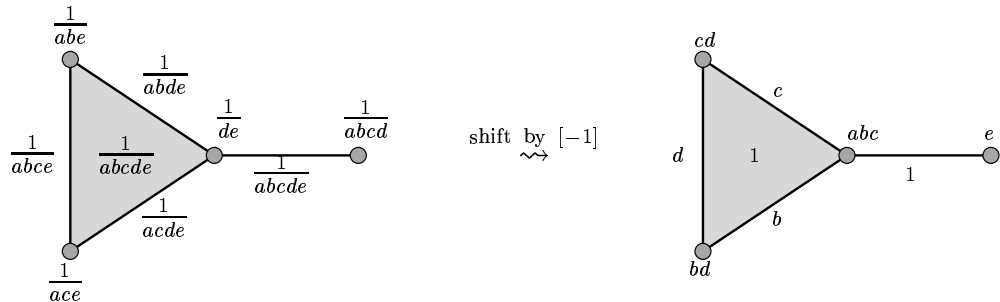 1/abe
1/abde
1/de
1/abcd
1/abce
1/abcde
1/abcde
1/acde
1/ace
shift by [−1]
⇝
cd
c
abc
e
d
1
1
b
bd